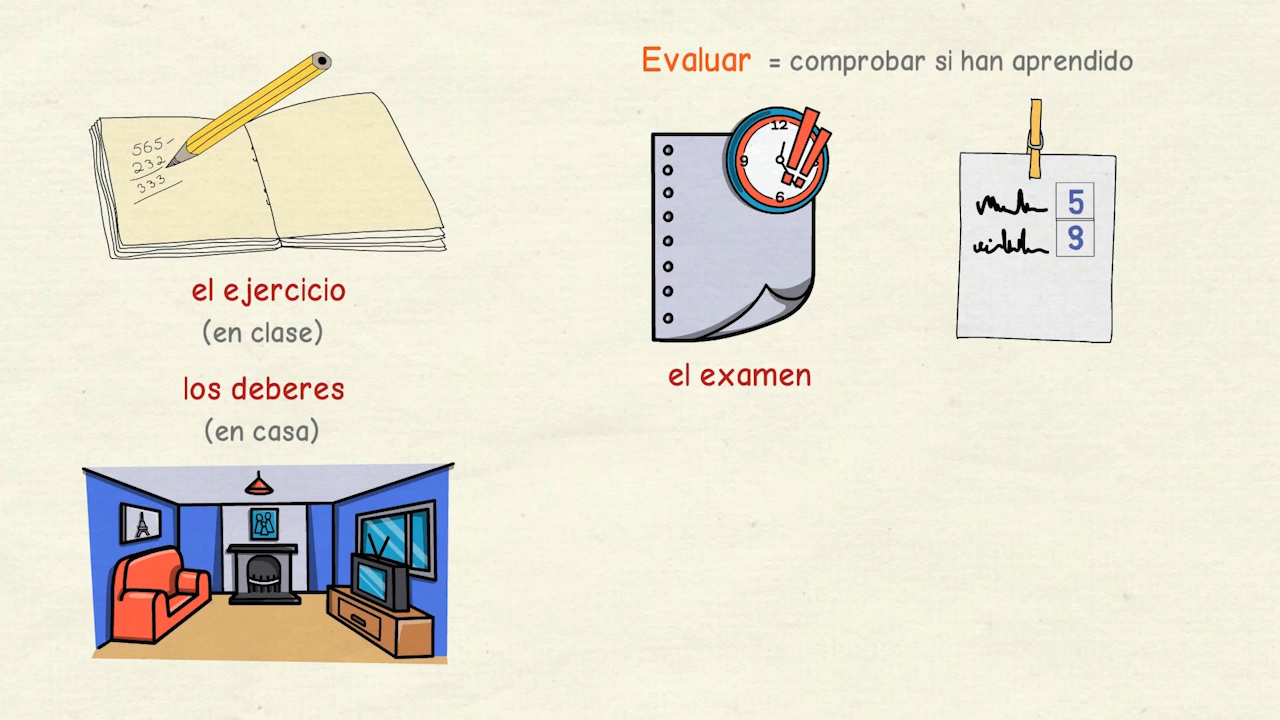 565-
232
333
el ejercicio
(en clase)
los deberes
(en casa)
Evaluar = comprobar si han aprendido
12
9
6
el examen
5
9